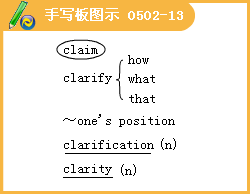 手写板图示 0502-13
claim
how
clarify what
that
～one's position
clarification (n)
clarity (n)